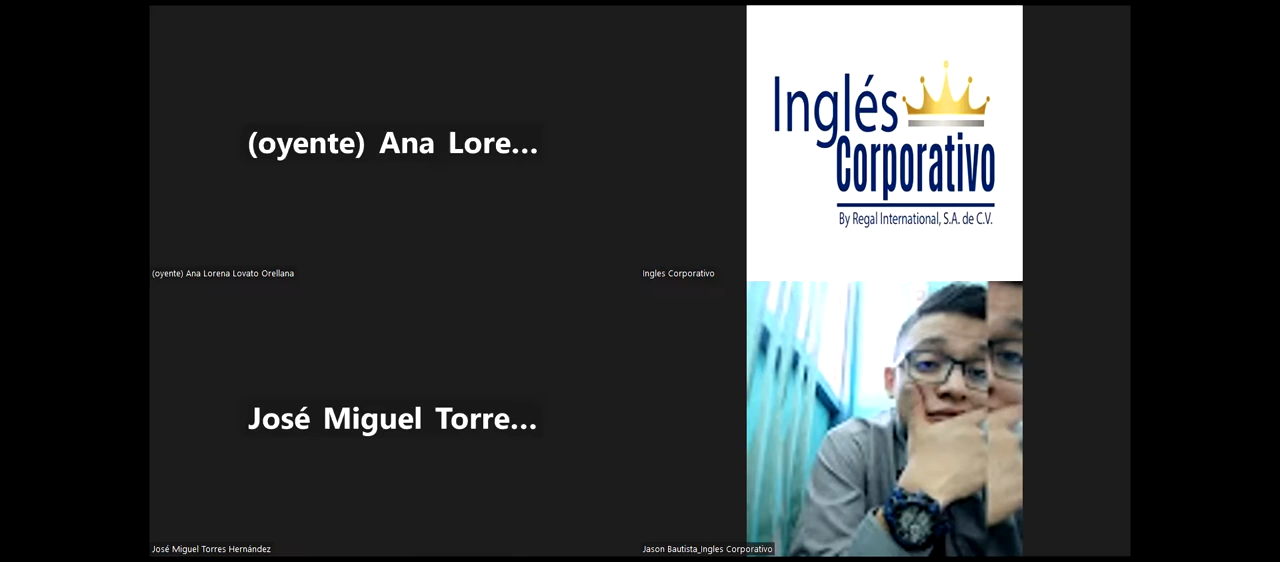 (oyente) Ana Lore...
(oyente) Ana Lorena Lovato Orellana
Inglés
Corporativo
By Regal International, S.A. de C.V.
Ingles Corporativo
José Miguel Torre...
José Miguel Torres Hernández
Jason Bautista_Ingles Corporativo